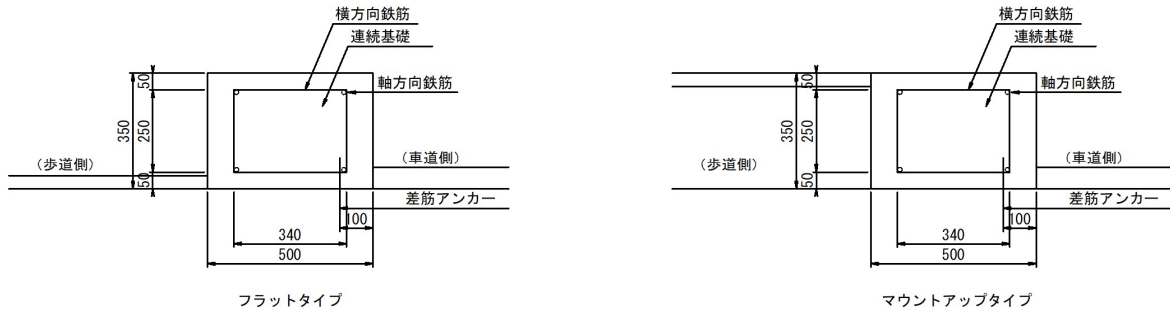 横方向鉄筋
連続基礎
軸方向鉄筋
50
250
350
50
(歩道側)
(車道側)
差筋アンカー
100
340
500
フラットタイプ
横方向鉄筋
連続基礎
軸方向鉄筋
50
250
350
50
(歩道側)
(車道側)
差筋アンカー
100
340
500
マウントアップタイプ